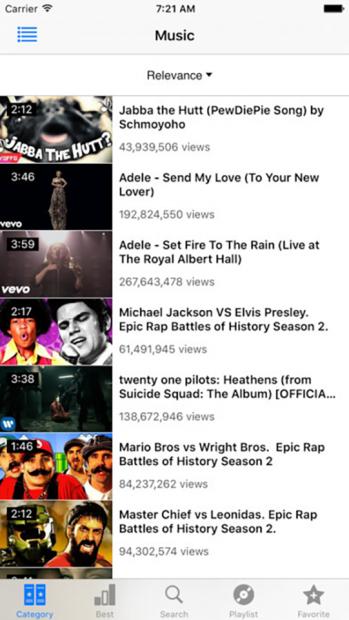 Carrier 7:21 AM
Music
Relevance
2:12
JABBA THE HUTT?
Jabba the Hutt (PewDiePie Song) by
Schmoyoho
43,939,506 views
3:46
vevo
Adele - Send My Love (To Your New
Lover)
192,824,550 views
3:59
vevo
Adele - Set Fire To The Rain (Live at
The Royal Albert Hall)
267,643,478 views
2:17
Michael Jackson VS Elvis Presley.
Epic Rap Battles of History Season 2.
61,491,945 views
3:38
W
twenty one pilots: Heathens (from
Suicide Squad: The Album) [OFFICIA...
138,672,946 views
1:46
Mario Bros vs Wright Bros. Epic Rap
Battles of History Season 2
84,237,262 views
2:12
Master Chief vs Leonidas. Epic Rap
Battles of History Season 2.
94,302,574 views
Category Best Search Playlist Favorite